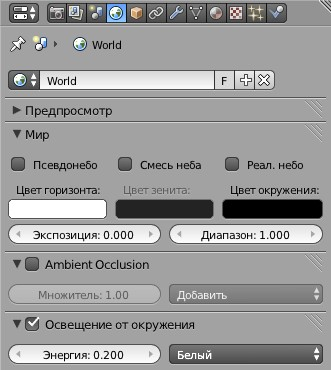 World
World F
Предпросмотр
Мир
Псевдонебо Смесь неба Реал. небо
Цвет горизонта: Цвет зенита: Цвет окружения:
Экспозиция: 0.000 Диапазон: 1.000
Ambient Occlusion
Множитель: 1.00 Добавить
Освещение от окружения
Энергия: 0.200 Белый